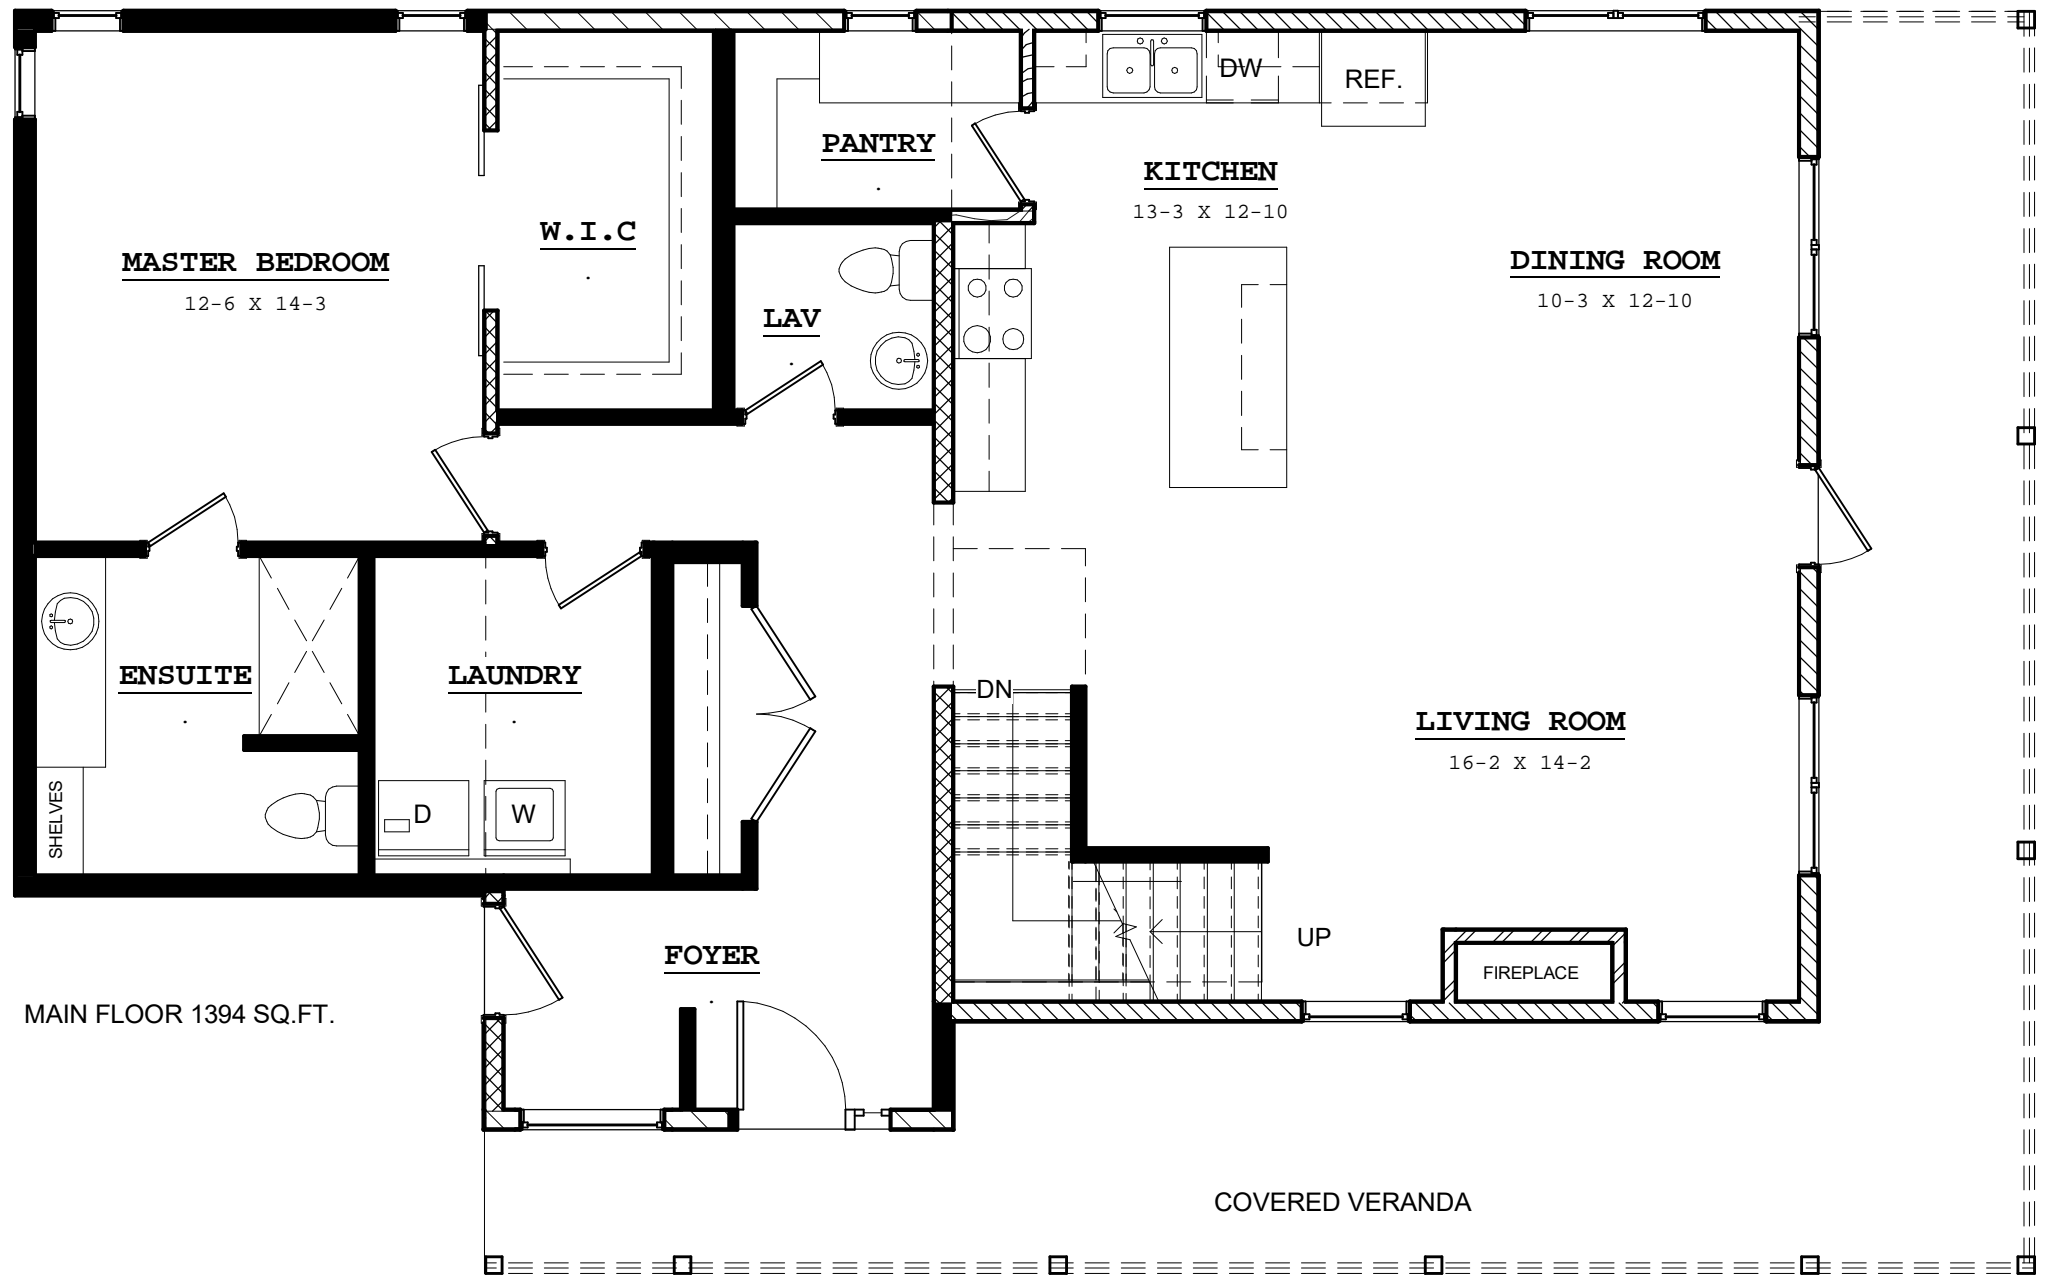 DW
REF.
PANTRY
KITCHEN
13-3 X 12-10
W.I.C
MASTER BEDROOM
12-6 X 14-3
DINING ROOM
10-3 X 12-10
LAV
ENSUITE
LAUNDRY
DN
LIVING ROOM
16-2 X 14-2
SHELVES
D
W
UP
FOYER
FIREPLACE
MAIN FLOOR 1394 SQ.FT.
COVERED VERANDA